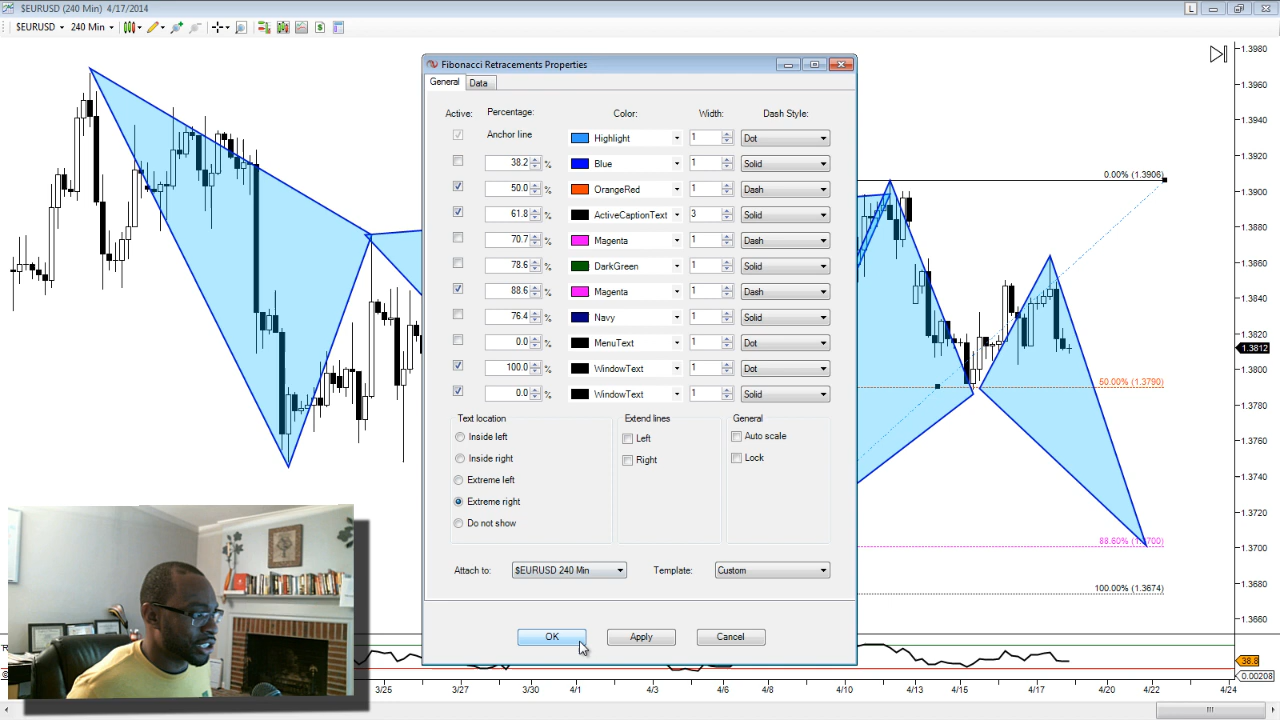 $EURUSD (240 Min) 4/17/2014
L
$EURUSD 240 Min
Fibonacci Retracements Properties
General Data
Active: Percentage: Color: Width: Dash Style:
Anchor line Highlight 1 Dot
38.2 % Blue 1 Solid
50.0 % OrangeRed 1 Dash
61.8 % ActiveCaptionText 3 Solid
70.7 % Magenta 1 Dash
78.6 % DarkGreen 1 Solid
88.6 % Magenta 1 Dash
76.4 % Navy 1 Solid
0.0 % MenuText 1 Dot
100.0 % WindowText 1 Dot
0.0 % WindowText 1 Solid
Text location Extend lines General
Inside left Left Auto scale
Inside right Right Lock
Extreme left
Extreme right
Do not show
Attach to: $EURUSD 240 Min Template: Custom
OK Apply Cancel
0.00% (1.3906)
50.00% (1.3790)
88.60% (1.3700)
100.00% (1.3674)
1.3980
1.3960
1.3940
1.3920
1.3900
1.3880
1.3860
1.3840
1.3820
1.3812
1.3800
1.3780
1.3760
1.3740
1.3720
1.3700
1.3680
1.3660
38.8
0.00208
3/25 3/27 3/30 4/1 4/3 4/6 4/8 4/10 4/13 4/15 4/17 4/20 4/22 4/24